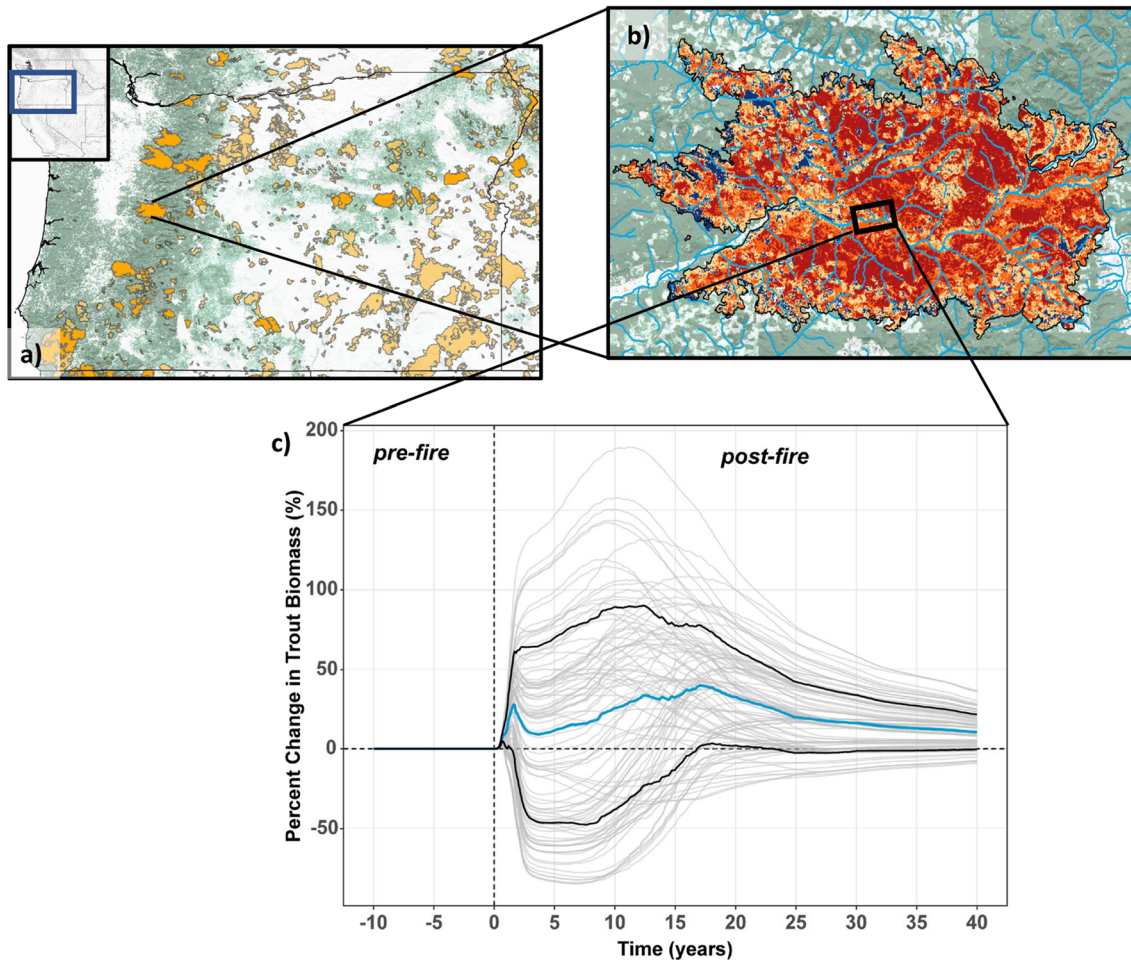 a)
b)
c)
pre-fire
post-fire
Percent Change in Trout Biomass (%)
200
150
100
50
0
-50
-10 -5 0 5 10 15 20 25 30 35 40
Time (years)